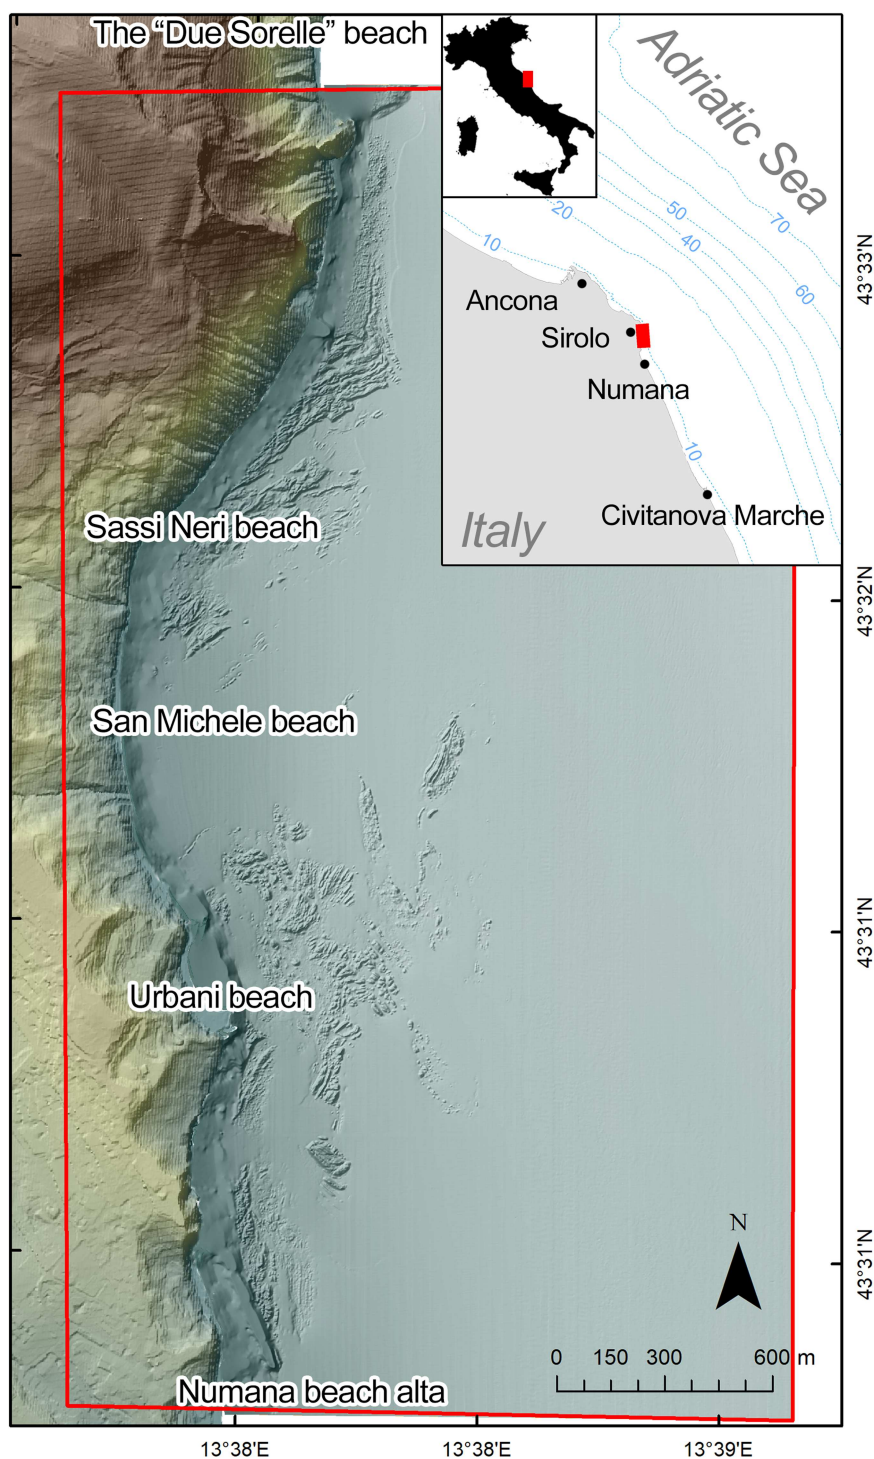 The “Due Sorelle” beach
Adriatic Sea
70
50
20
40
10
60
Ancona
Sirolo
Numana
10
Civitanova Marche
Italy
Sassi Neri beach
San Michele beach
Urbani beach
Numana beach alta
N
0 150 300 600 m
43°33'N
43°32'N
43°31'N
43°31'N
13°38'E 13°38'E 13°39'E